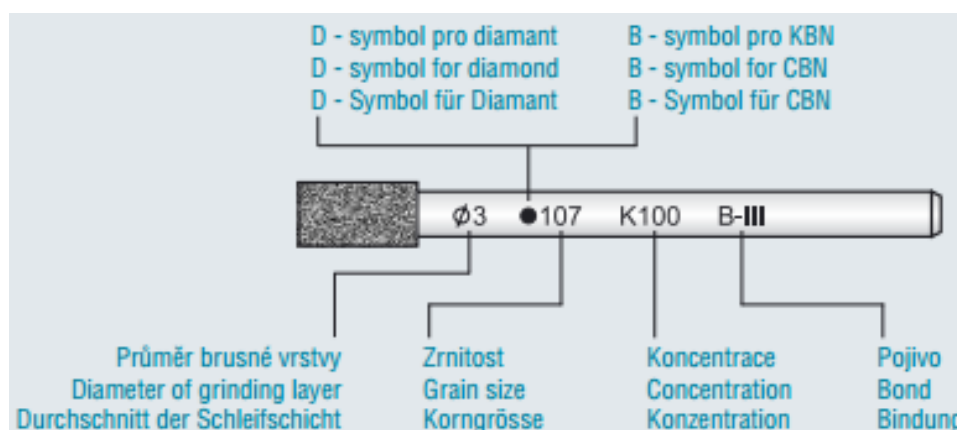 D - symbol pro diamant
D - symbol for diamond
D - Symbol für Diamant
B - symbol pro KBN
B - symbol for CBN
B - Symbol für CBN
ø3 ●107 K100 B-III
Průměr brusné vrstvy
Diameter of grinding layer
Durchschnitt der Schleifschicht
Zrnitost
Grain size
Korngrösse
Koncentrace
Concentration
Konzentration
Pojivo
Bond
Bindung